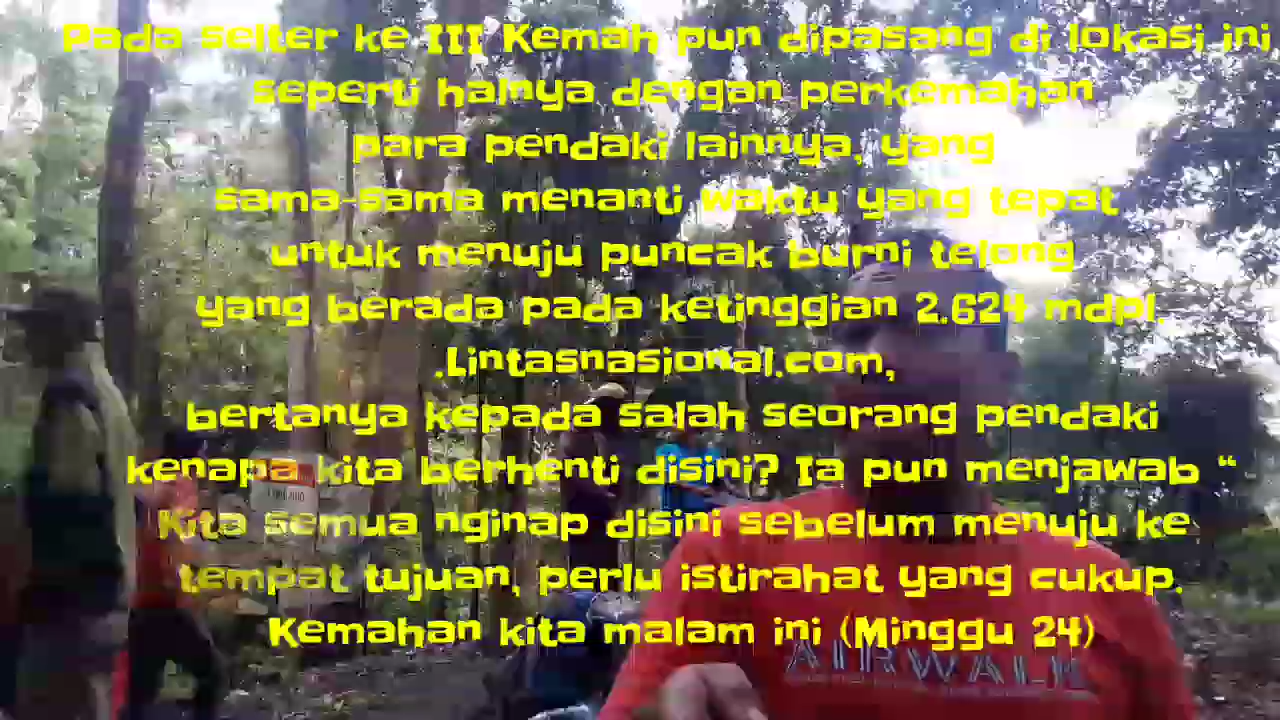 Pada selter ke III Kemah pun dipasang di lokasi ini
seperti halnya dengan perkemahan
para pendaki lainnya, yang
sama-sama menanti waktu yang tepat
untuk menuju puncak burni telong
yang berada pada ketinggian 2.624 mdpl.
.Lintasnasional.com,
bertanya kepada salah seorang pendaki
kenapa kita berhenti disini? Ia pun menjawab “
Kita semua nginap disini sebelum menuju ke
tempat tujuan, perlu istirahat yang cukup.
Kemahan kita malam ini (Minggu 24)
AIRWALK